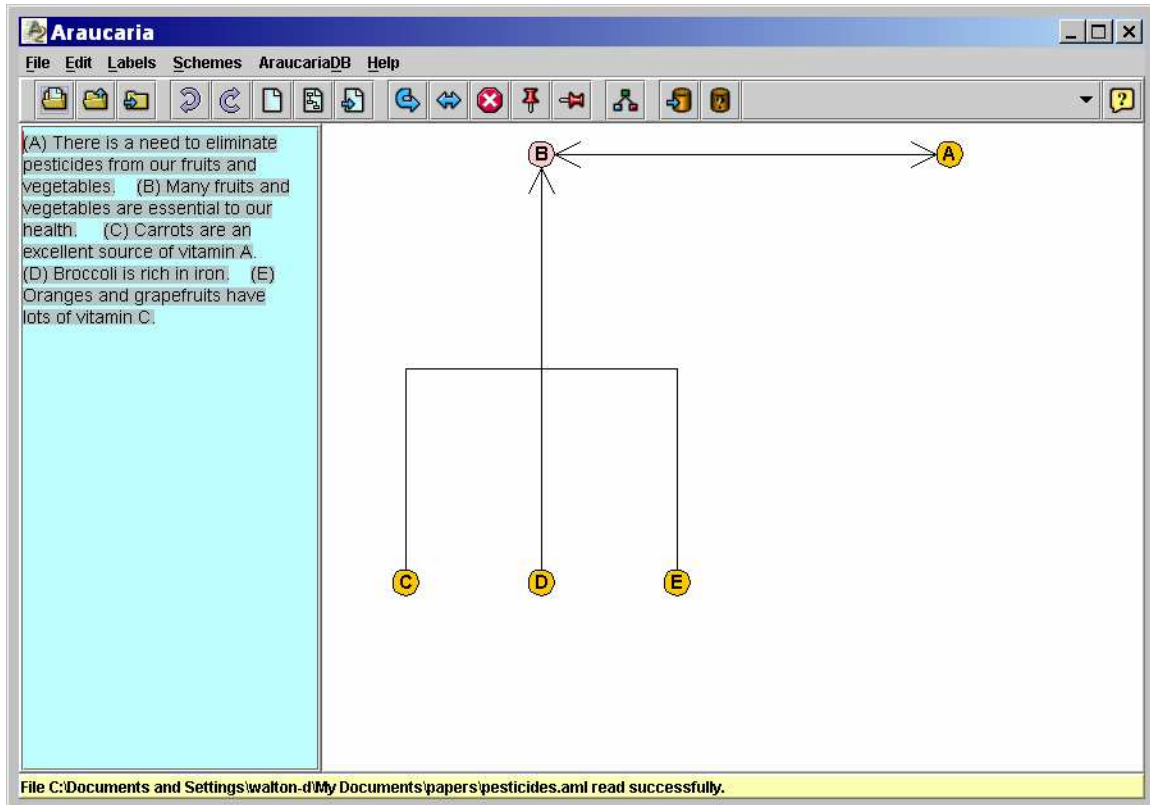 Araucaria
File Edit Labels Schemes AraucariaDB Help
(A) There is a need to eliminate
pesticides from our fruits and
vegetables. (B) Many fruits and
vegetables are essential to our
health. (C) Carrots are an
excellent source of vitamin A.
(D) Broccoli is rich in iron. (E)
Oranges and grapefruits have
lots of vitamin C.
B A
C D E
File C:\Documents and Settings\walton-d\My Documents\papers\pesticides.aml read successfully.